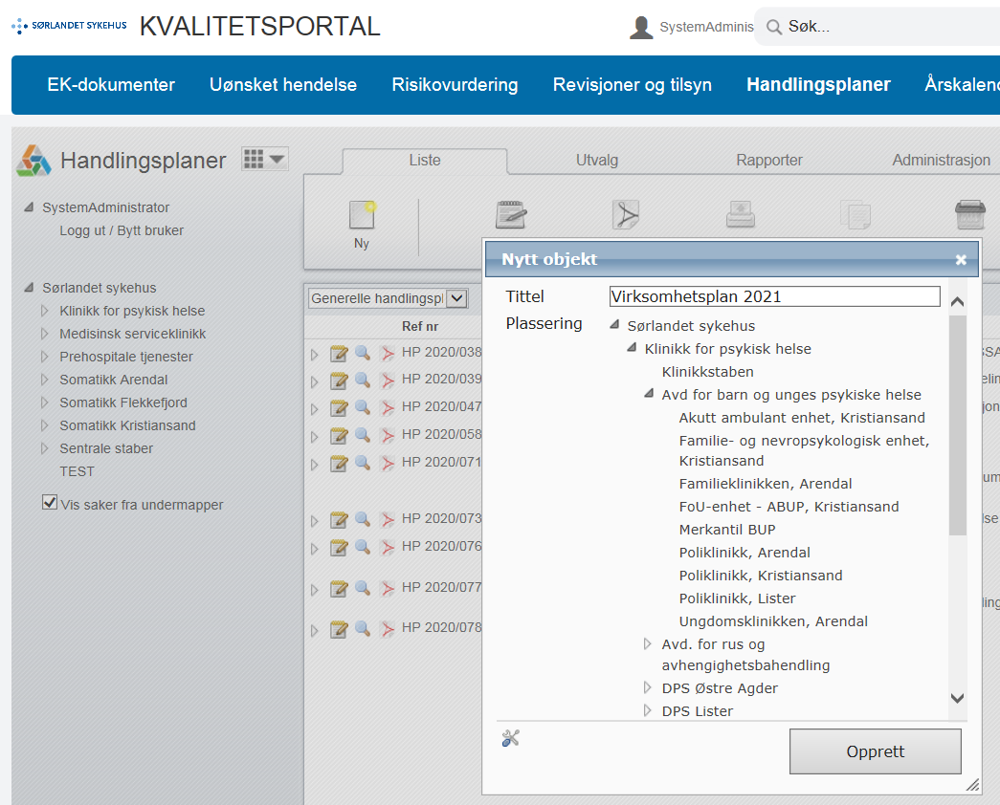 SØRLANDET SYKEHUS KVALITETSPORTAL
SystemAdminis
Søk...
EK-dokumenter Uønsket hendelse Risikovurdering Revisjoner og tilsyn Handlingsplaner Årskalend
Handlingsplaner
Liste Utvalg Rapporter Administrasjon
SystemAdministrator
Logg ut / Bytt bruker
Ny
Sørlandet sykehus
Klinikk for psykisk helse
Medisinsk serviceklinikk
Prehospitale tjenester
Somatikk Arendal
Somatikk Flekkefjord
Somatikk Kristiansand
Sentrale staber
TEST
Vis saker fra undermapper
Generelle handlingspl
Ref nr
HP 2020/038
HP 2020/039
HP 2020/047
HP 2020/058
HP 2020/071
HP 2020/073
HP 2020/076
HP 2020/077
HP 2020/078
Nytt objekt
Tittel Virksomhetsplan 2021
Plassering Sørlandet sykehus
Klinikk for psykisk helse
Klinikkstaben
Avd for barn og unges psykiske helse
Akutt ambulant enhet, Kristiansand
Familie- og nevropsykologisk enhet,
Kristiansand
Familieklinikken, Arendal
FoU-enhet - ABUP, Kristiansand
Merkantil BUP
Poliklinikk, Arendal
Poliklinikk, Kristiansand
Poliklinikk, Lister
Ungdomsklinikken, Arendal
Avd. for rus og
avhengighetsbahendling
DPS Østre Agder
DPS Lister
Opprett